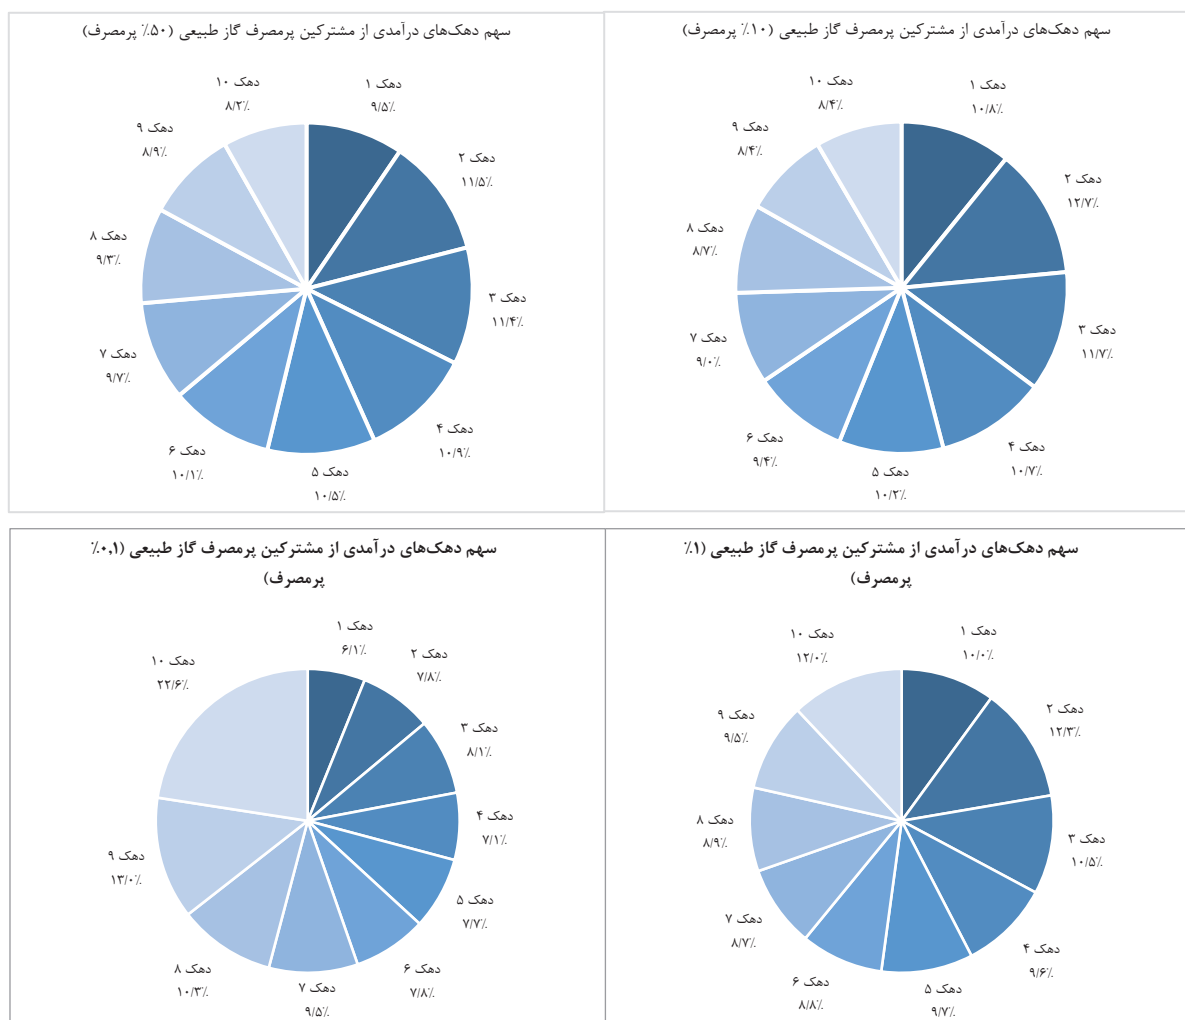 سهم دهک‌های درآمدی از مشترکین پرمصرف گاز طبیعی (۱۰٪ پرمصرف)
دهک ۱
۱۰/۸٪
دهک ۲
۱۲/۷٪
دهک ۳
۱۱/۷٪
دهک ۴
۱۰/۷٪
دهک ۵
۱۰/۲٪
دهک ۶
۹/۴٪
دهک ۷
۹/۰٪
دهک ۸
۸/۷٪
دهک ۹
۸/۴٪
دهک ۱۰
۸/۴٪
سهم دهک‌های درآمدی از مشترکین پرمصرف گاز طبیعی (۵۰٪ پرمصرف)
دهک ۱
۹/۵٪
دهک ۲
۱۱/۵٪
دهک ۳
۱۱/۴٪
دهک ۴
۱۰/۹٪
دهک ۵
۱۰/۵٪
دهک ۶
۱۰/۱٪
دهک ۷
۹/۷٪
دهک ۸
۹/۳٪
دهک ۹
۸/۹٪
دهک ۱۰
۸/۲٪
سهم دهک‌های درآمدی از مشترکین پرمصرف گاز طبیعی (۱٪
پرمصرف)
دهک ۱
۱۰/۰٪
دهک ۲
۱۲/۳٪
دهک ۳
۱۰/۵٪
دهک ۴
۹/۶٪
دهک ۵
۹/۷٪
دهک ۶
۸/۸٪
دهک ۷
۸/۷٪
دهک ۸
۸/۹٪
دهک ۹
۹/۵٪
دهک ۱۰
۱۲/۰٪
سهم دهک‌های درآمدی از مشترکین پرمصرف گاز طبیعی (۰,۱٪
پرمصرف)
دهک ۱
۶/۱٪
دهک ۲
۷/۸٪
دهک ۳
۸/۱٪
دهک ۴
۷/۱٪
دهک ۵
۷/۷٪
دهک ۶
۷/۸٪
دهک ۷
۹/۵٪
دهک ۸
۱۰/۳٪
دهک ۹
۱۳/۰٪
دهک ۱۰
۲۲/۶٪